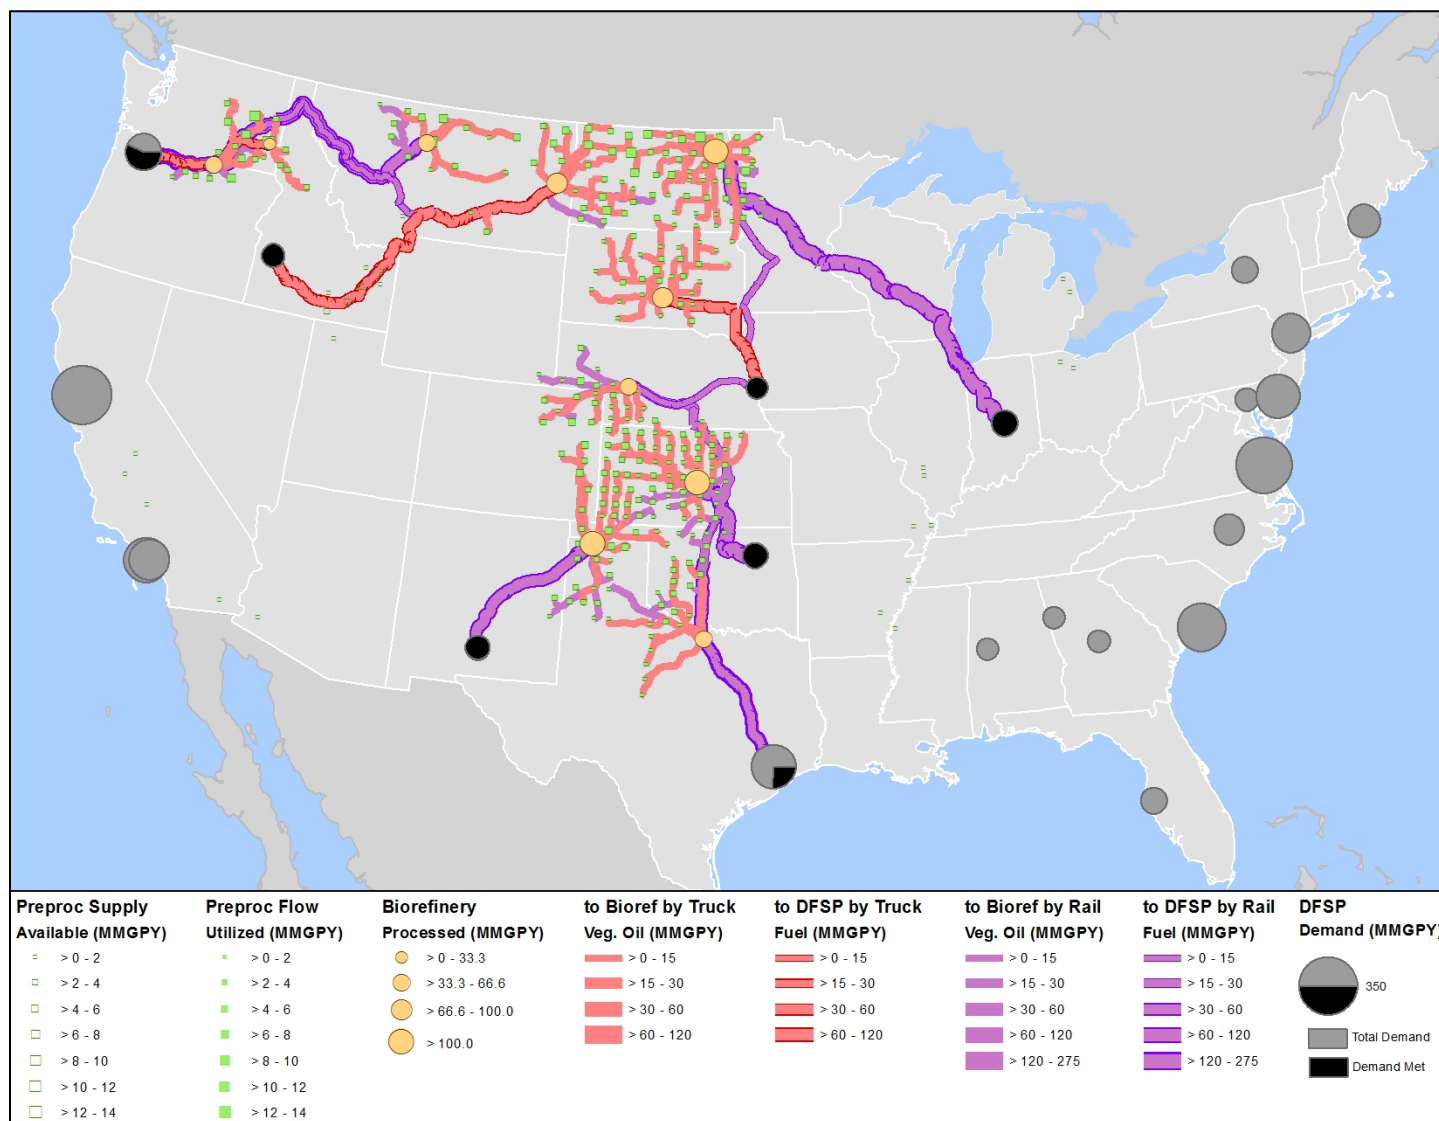 Preproc Supply
Available (MMGPY)
> 0 - 2
> 2 - 4
> 4 - 6
> 6 - 8
> 8 - 10
> 10 - 12
> 12 - 14
Preproc Flow
Utilized (MMGPY)
> 0 - 2
> 2 - 4
> 4 - 6
> 6 - 8
> 8 - 10
> 10 - 12
> 12 - 14
Biorefinery
Processed (MMGPY)
> 0 - 33.3
> 33.3 - 66.6
>66.6 - 100.0
> 100.0
to Bioref by Truck
Veg. Oil (MMGPY)
> 0 - 15
> 15 - 30
> 30 - 60
> 60 - 120
to DFSP by Truck
Fuel (MMGPY)
> 0 - 15
> 15 - 30
> 30 - 60
> 60 - 120
to Bioref by Rail
Veg. Oil (MMGPY)
> 0 - 15
> 15 - 30
> 30 - 60
> 60 - 120
> 120 - 275
to DFSP by Rail
Fuel (MMGPY)
> 0 - 15
> 15 - 30
> 30 - 60
> 60 - 120
> 120 - 275
DFSP
Demand (MMGPY)
350
Total Demand
Demand Met